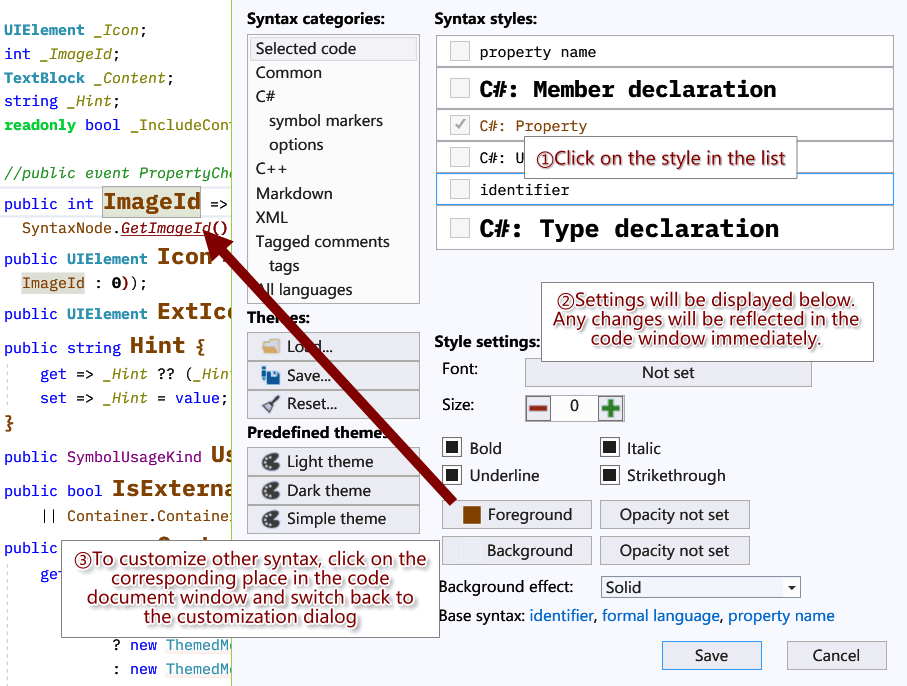 UIElement _Icon;
int _ImageId;
TextBlock _Content;
string _Hint;
readonly bool _IncludeCon
//public event PropertyCh
public int ImageId =>
SyntaxNode.GetImageId()
public UIElement Icon
ImageId : 0));
public UIElement ExtIco
public string Hint {
get => _Hint ?? (_Hin
set => _Hint = value;
}
public SymbolUsageKind Us
public bool IsExterna
|| Container.Container
public
ge
? new ThemedM
: new ThemedM
Syntax categories:
Selected code
Common
C#
symbol markers
options
C++
Markdown
XML
Tagged comments
tags
All languages
Themes:
Load...
Save...
Reset...
Predefined themes
Light theme
Dark theme
Simple theme
Syntax styles:
property name
C#: Member declaration
C#: Property
C#: U
①Click on the style in the list
identifier
C#: Type declaration
②Settings will be displayed below.
Any changes will be reflected in the
code window immediately.
Style settings:
Font:
Not set
Size:
0
Bold
Italic
Underline
Strikethrough
Foreground
Opacity not set
Background
Opacity not set
③To customize other syntax, click on the
corresponding place in the code
document window and switch back to
the customization dialog
Background effect:
Solid
Base syntax: identifier, formal language, property name
Save
Cancel